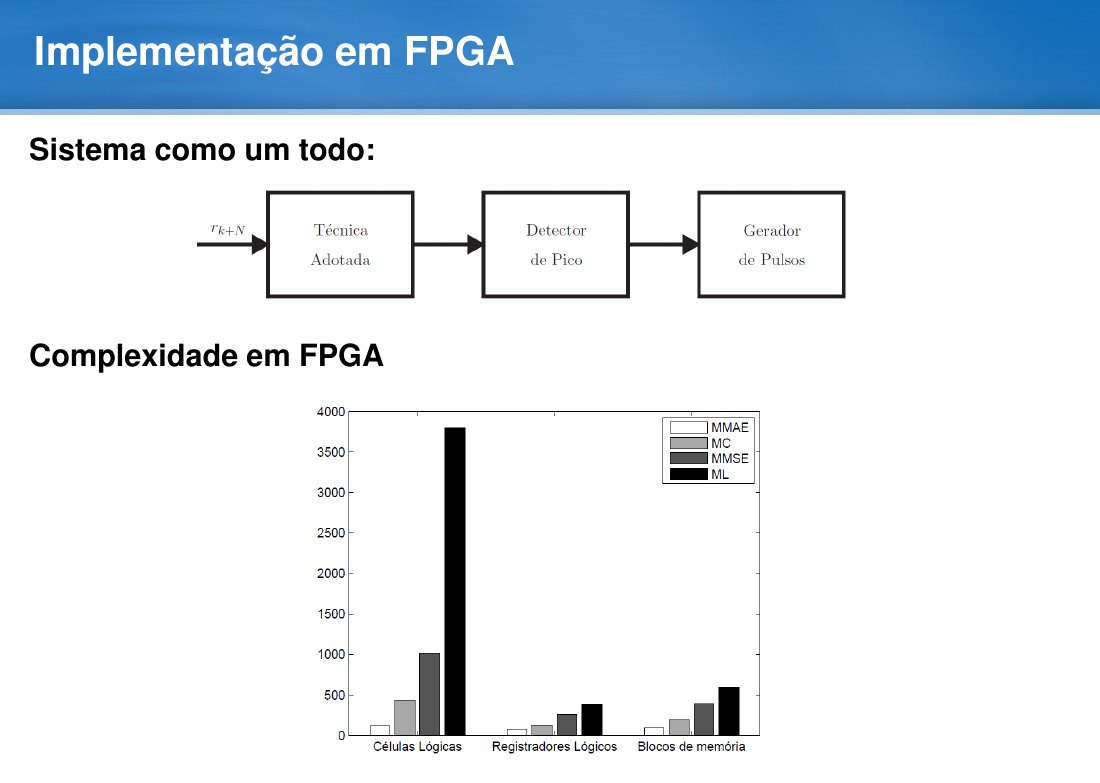 Implementação em FPGA
Sistema como um todo:
r_{k+N}
Técnica
Adotada
Detector
de Pico
Gerador
de Pulsos
Complexidade em FPGA
4000
3500
3000
2500
2000
1500
1000
500
0
MMAE
MC
MMSE
ML
Células Lógicas
Registradores Lógicos
Blocos de memória